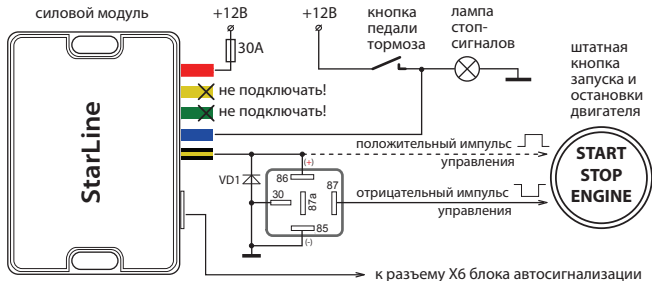 силовой модуль
+12В
30А
+12В
кнопка
педали
тормоза
лампа
стоп-
сигналов
штатная
кнопка
запуска и
остановки
двигателя
StarLine
не подключать!
не подключать!
положительный импульс
управления
START
STOP
ENGINE
VD1
(+)
86
30
87a
87
85
(-)
отрицательный импульс
управления
к разъему X6 блока автосигнализации